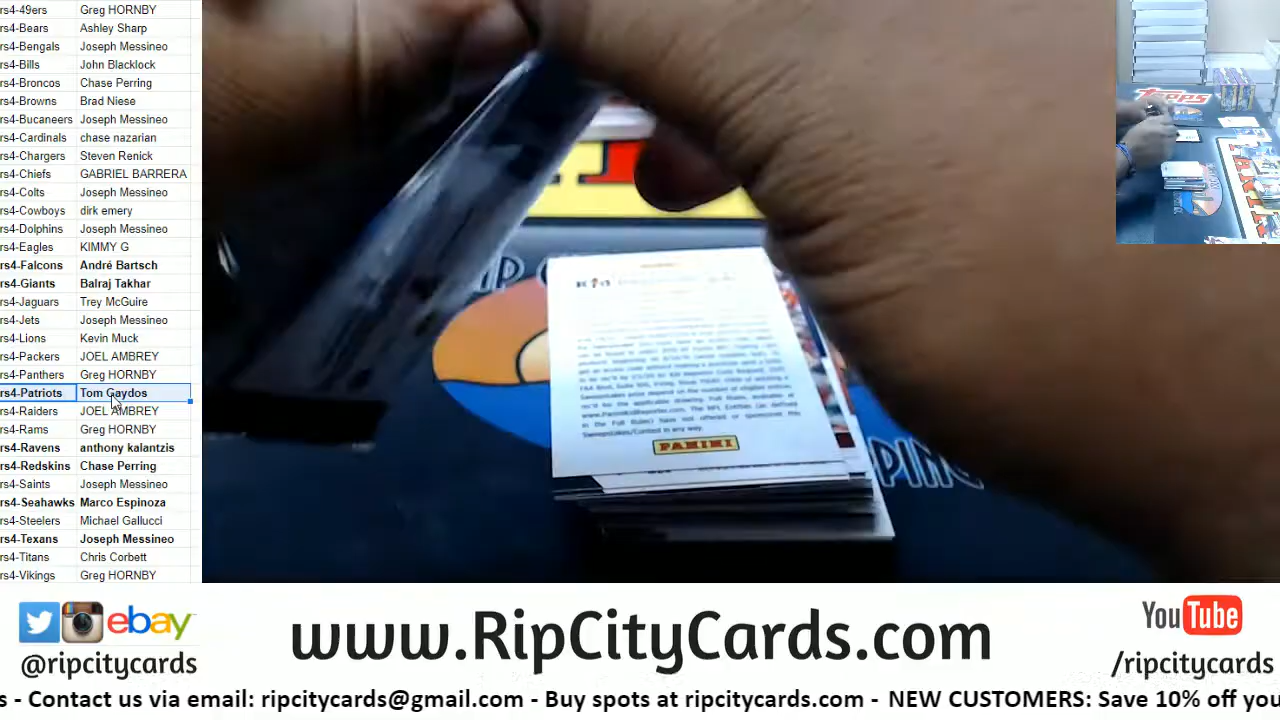 rs4-49ers Greg HORNBY
rs4-Bears Ashley Sharp
rs4-Bengals Joseph Messineo
rs4-Bills John Blacklock
rs4-Broncos Chase Perring
rs4-Browns Brad Niese
rs4-Bucaneers Joseph Messineo
rs4-Cardinals chase nazarian
rs4-Chargers Steven Renick
rs4-Chiefs GABRIEL BARRERA
rs4-Colts Joseph Messineo
rs4-Cowboys dirk emery
rs4-Dolphins Joseph Messineo
rs4-Eagles KIMMY G
rs4-Falcons André Bartsch
rs4-Giants Balraj Takhar
rs4-Jaguars Trey McGuire
rs4-Jets Joseph Messineo
rs4-Lions Kevin Muck
rs4-Packers JOEL AMBREY
rs4-Panthers Greg HORNBY
rs4-Patriots Tom Gaydos
rs4-Raiders JOEL AMBREY
rs4-Rams Greg HORNBY
rs4-Ravens anthony kalantzis
rs4-Redskins Chase Perring
rs4-Saints Joseph Messineo
rs4-Seahawks Marco Espinoza
rs4-Steelers Michael Gallucci
rs4-Texans Joseph Messineo
rs4-Titans Chris Corbett
rs4-Vikings Greg HORNBY
PANINI
Topps
ebay
@ripcitycards
www.RipCityCards.com
YouTube
/ripcitycards
s - Contact us via email: ripcitycards@gmail.com - Buy spots at ripcitycards.com - NEW CUSTOMERS: Save 10% off you